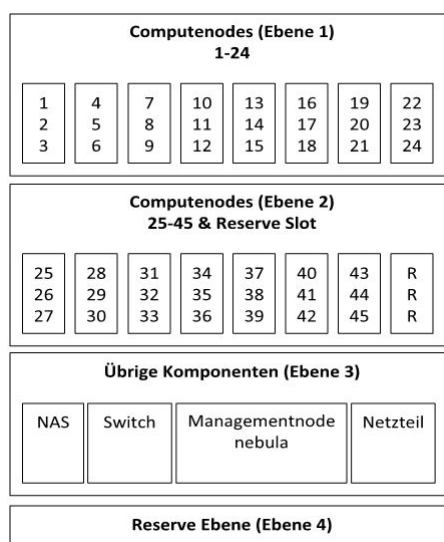 Computenodes (Ebene 1)
1-24
1 4 7 10 13 16 19 22
2 5 8 11 14 17 20 23
3 6 9 12 15 18 21 24
Computenodes (Ebene 2)
25-45 & Reserve Slot
25 28 31 34 37 40 43 R
26 29 32 35 38 41 44 R
27 30 33 36 39 42 45 R
Übrige Komponenten (Ebene 3)
NAS Switch Managementnode Netzteil
nebula
Reserve Ebene (Ebene 4)